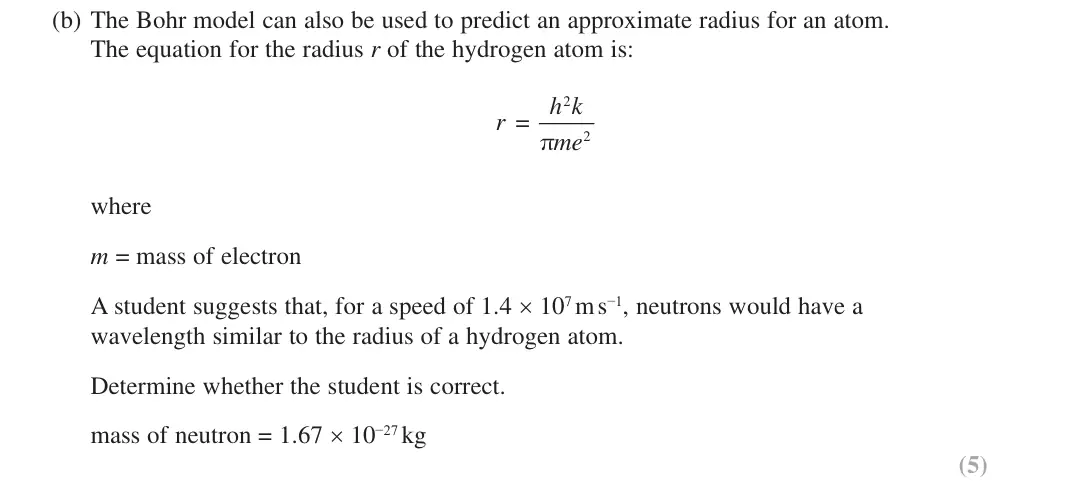 (b) The Bohr model can also be used to predict an approximate radius for an atom.
The equation for the radius r of the hydrogen atom is:
r = h²k / πme²
where
m = mass of electron
A student suggests that, for a speed of 1.4 × 10⁷ m s⁻¹, neutrons would have a
wavelength similar to the radius of a hydrogen atom.
Determine whether the student is correct.
mass of neutron = 1.67 × 10⁻²⁷ kg
(5)